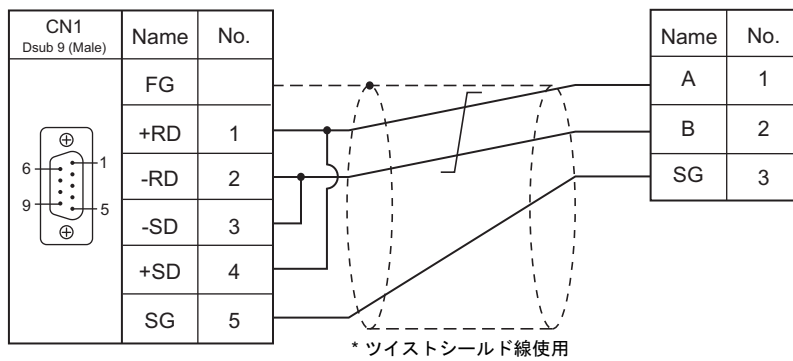 CN1
Dsub 9 (Male)
Name No.
FG
+RD 1
-RD 2
-SD 3
+SD 4
SG 5
6 1
9 5
Name No.
A 1
B 2
SG 3
* ツイストシールド線使用